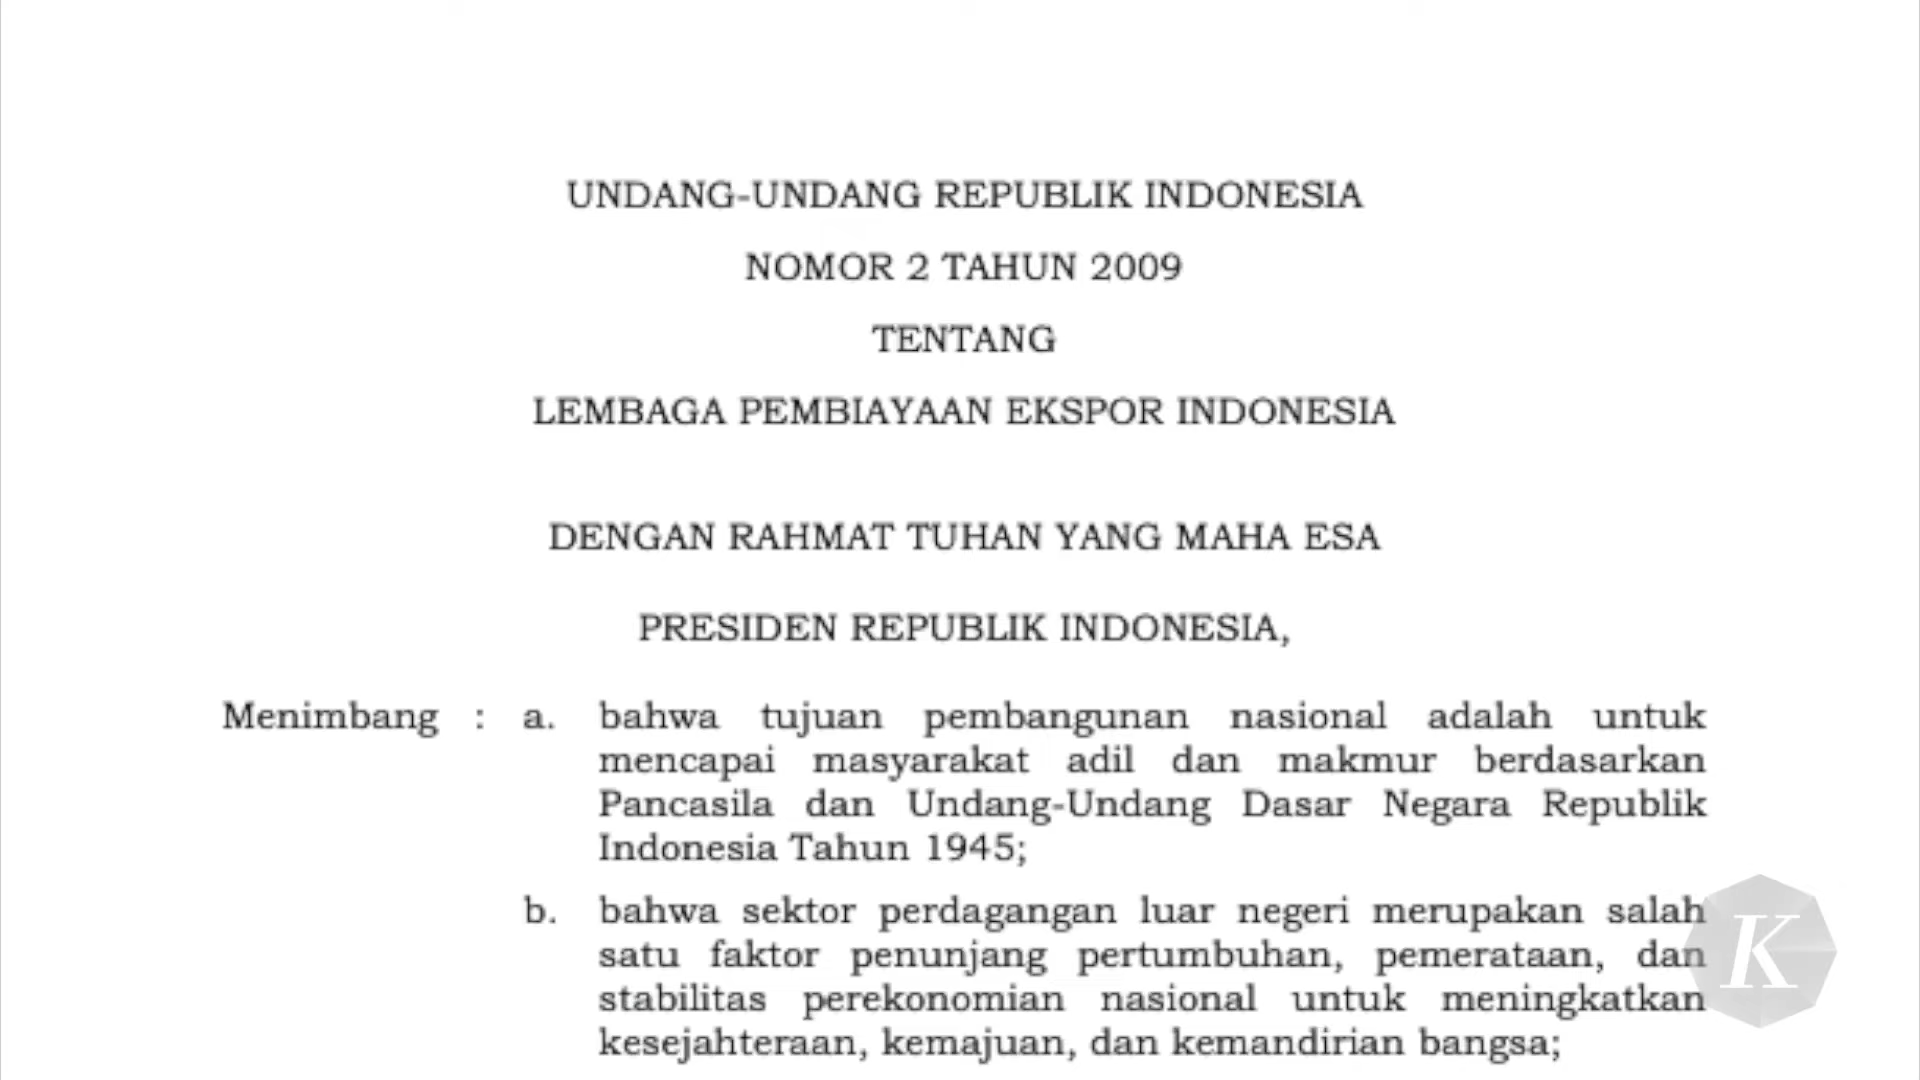 UNDANG-UNDANG REPUBLIK INDONESIA
NOMOR 2 TAHUN 2009
TENTANG
LEMBAGA PEMBIAYAAN EKSPOR INDONESIA
DENGAN RAHMAT TUHAN YANG MAHA ESA
PRESIDEN REPUBLIK INDONESIA,
Menimbang : a. bahwa tujuan pembangunan nasional adalah untuk
mencapai masyarakat adil dan makmur berdasarkan
Pancasila dan Undang-Undang Dasar Negara Republik
Indonesia Tahun 1945;
b. bahwa sektor perdagangan luar negeri merupakan salah
satu faktor penunjang pertumbuhan, pemerataan, dan
stabilitas perekonomian nasional untuk meningkatkan
kesejahteraan, kemajuan, dan kemandirian bangsa;
K